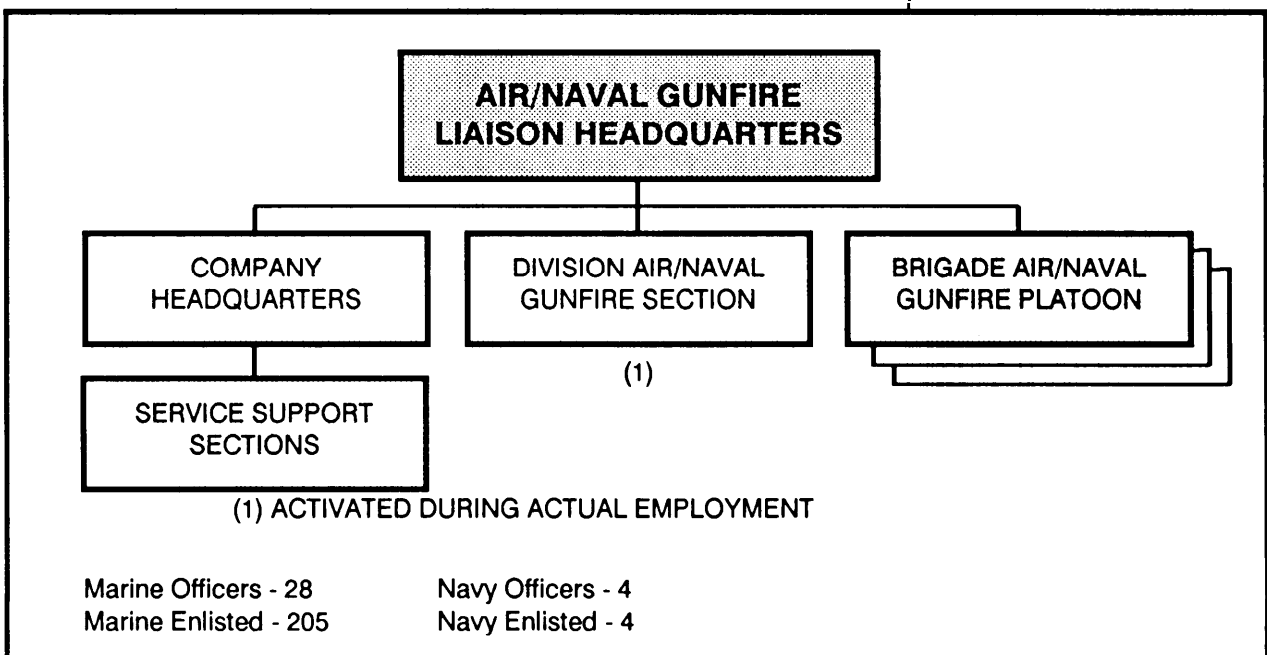 AIR/NAVAL GUNFIRE
LIAISON HEADQUARTERS
COMPANY
HEADQUARTERS
DIVISION AIR/NAVAL
GUNFIRE SECTION
BRIGADE AIR/NAVAL
GUNFIRE PLATOON
(1)
SERVICE SUPPORT
SECTIONS
(1) ACTIVATED DURING ACTUAL EMPLOYMENT
Marine Officers - 28
Marine Enlisted - 205
Navy Officers - 4
Navy Enlisted - 4